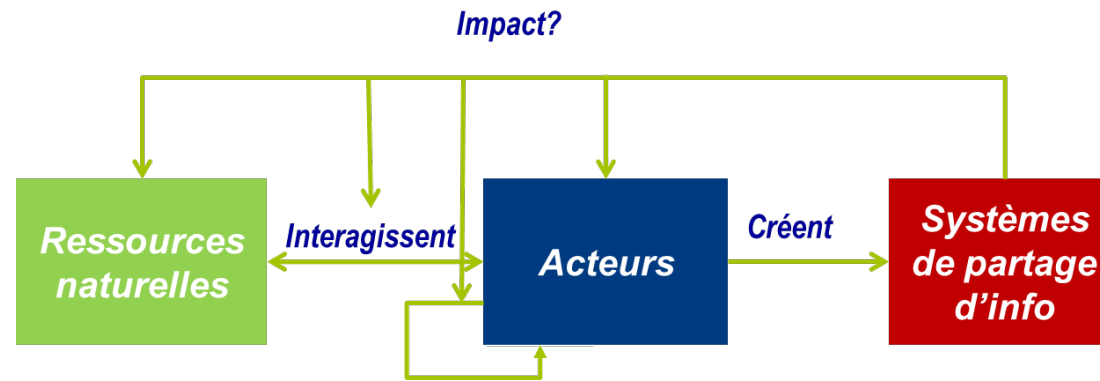 Impact?
Ressources
naturelles
Interagissent
Acteurs
Créent
Systèmes
de partage
d’info